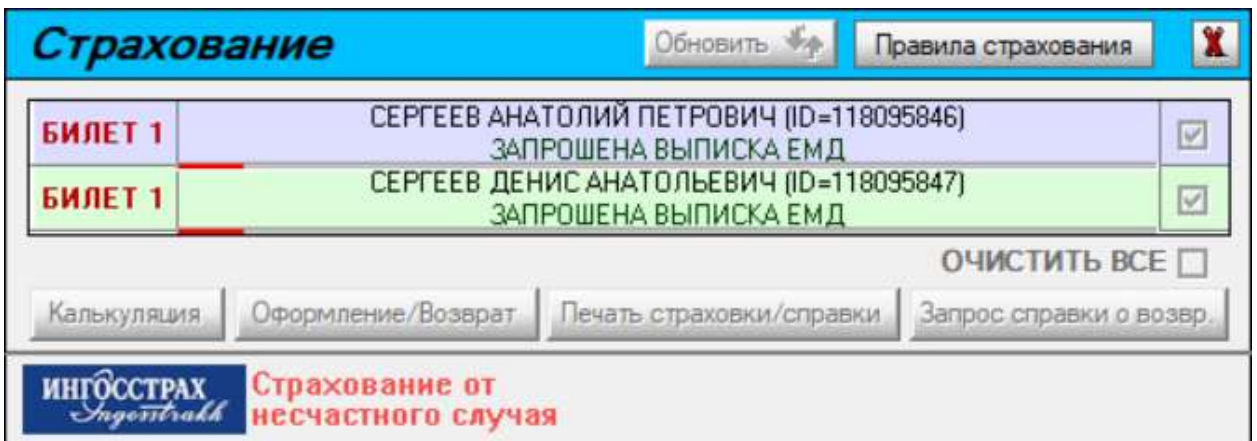 Страхование
Обновить
Правила страхования
БИЛЕТ 1
СЕРГЕЕВ АНАТОЛИЙ ПЕТРОВИЧ (ID=118095846)
ЗАПРОШЕНА ВЫПИСКА ЕМД
БИЛЕТ 1
СЕРГЕЕВ ДЕНИС АНАТОЛЬЕВИЧ (ID=118095847)
ЗАПРОШЕНА ВЫПИСКА ЕМД
ОЧИСТИТЬ ВСЕ
Калькуляция
Оформление/Возврат
Печать страховки/справки
Запрос справки о возвр.
ИНГОССТРАХ
Ingosstrakh
Страхование от
несчастного случая